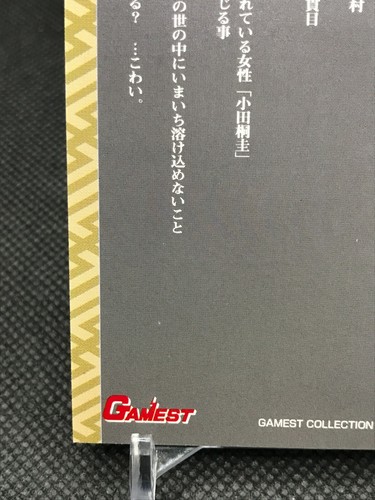 村
貫目
れている女性「小田桐圭」
じる事
の世の中にいまいち溶け込めないこと
る? …こわい。
GAMEST
GAMEST COLLECTION